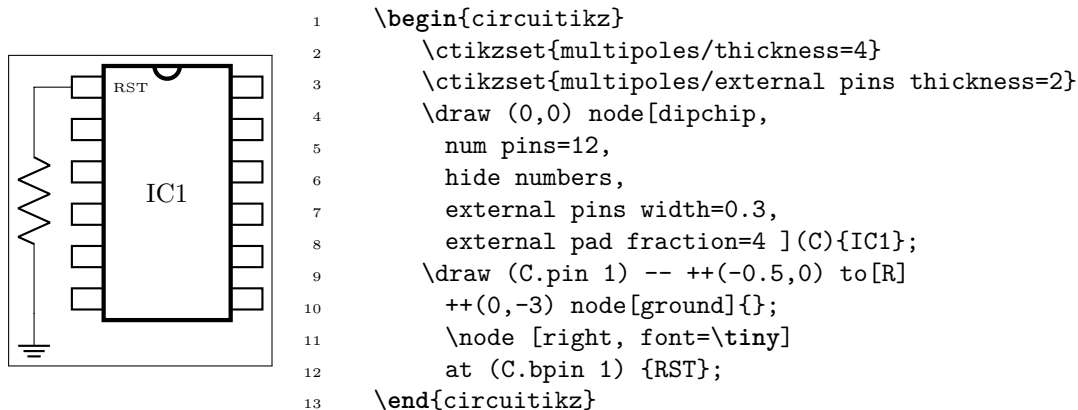 RST
IC1
1 \begin{circuitikz}
2 \ctikzset{multipoles/thickness=4}
3 \ctikzset{multipoles/external pins thickness=2}
4 \draw (0,0) node[dipchip,
5 num pins=12,
6 hide numbers,
7 external pins width=0.3,
8 external pad fraction=4 ](C){IC1};
9 \draw (C.pin 1) -- ++(-0.5,0) to[R]
10 ++(0,-3) node[ground]{};
11 \node [right, font=\tiny]
12 at (C.bpin 1) {RST};
13 \end{circuitikz}